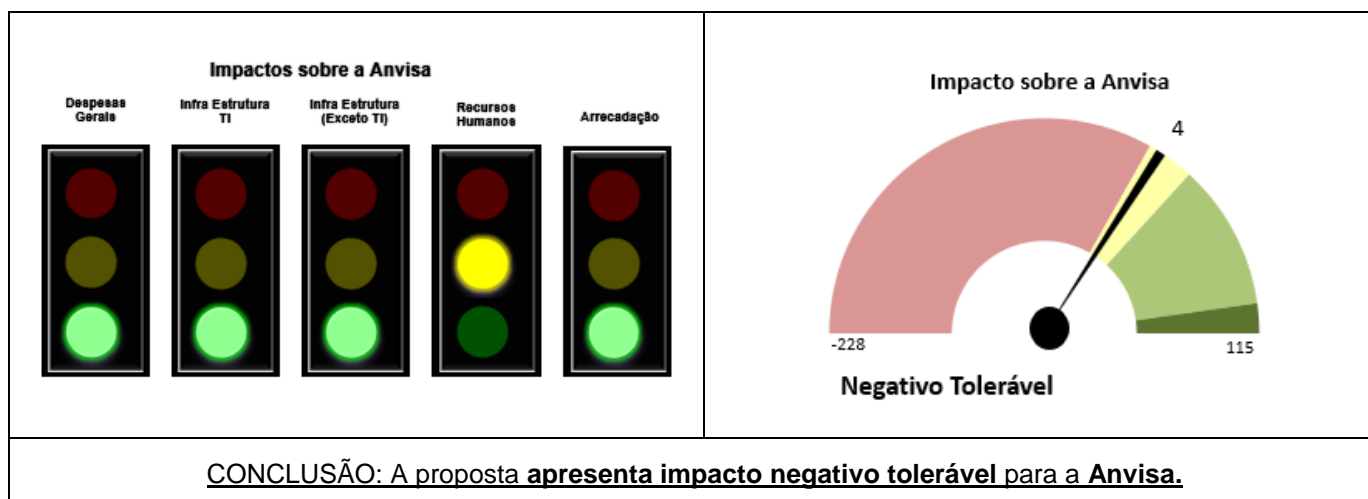 Impactos sobre a Anvisa
Despesas
Gerais
Infra Estrutura
TI
Infra Estrutura
(Exceto TI)
Recursos
Humanos
Arrecadação
Impacto sobre a Anvisa
4
-228
115
Negativo Tolerável
CONCLUSÃO: A proposta apresenta impacto negativo tolerável para a Anvisa.